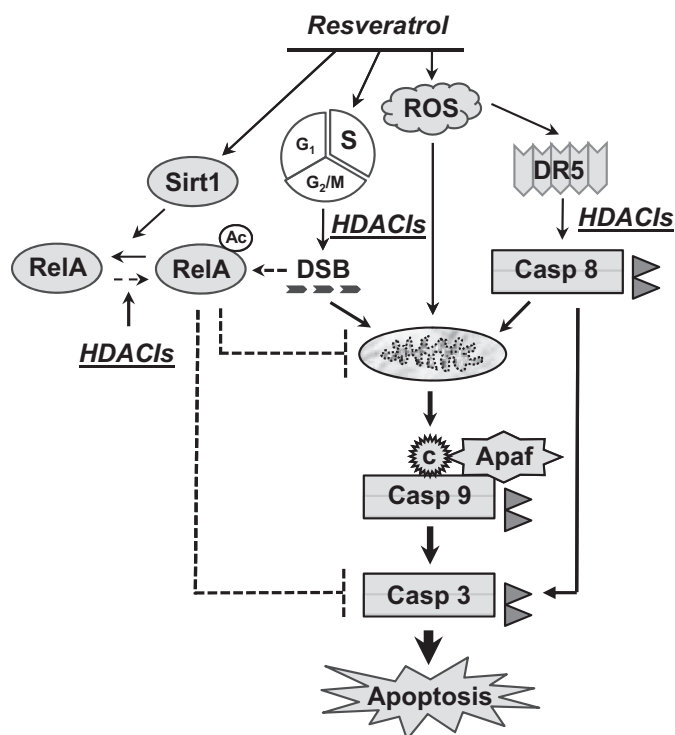 Resveratrol
ROS
G1
S
G2/M
DR5
Sirt1
HDACIs
HDACIs
Ac
RelA
RelA
DSB
Casp 8
HDACIs
c
Apaf
Casp 9
Casp 3
Apoptosis